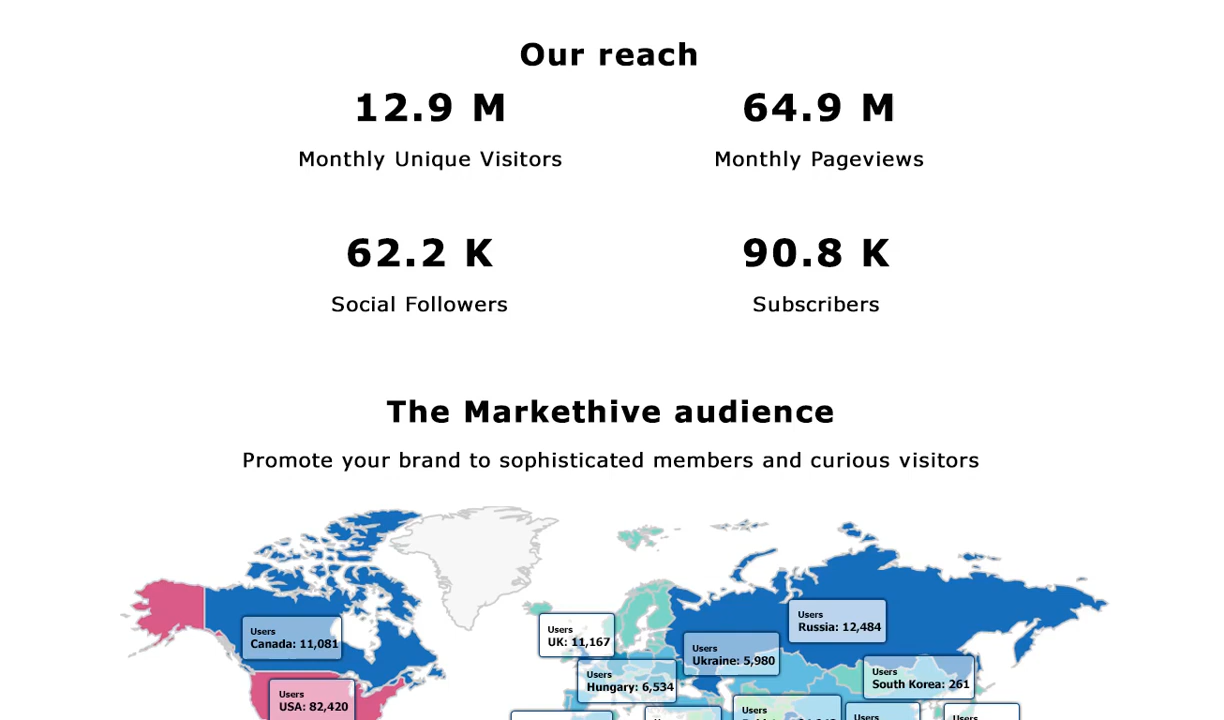 Our reach
12.9 M
64.9 M
Monthly Unique Visitors
Monthly Pageviews
62.2 K
90.8 K
Social Followers
Subscribers
The Markethive audience
Promote your brand to sophisticated members and curious visitors
Users
Canada: 11,081
Users
UK: 11,167
Users
Russia: 12,484
Users
Ukraine: 5,980
Users
Hungary: 6,534
Users
South Korea: 261
Users
USA: 82,420
Users
Users
Users